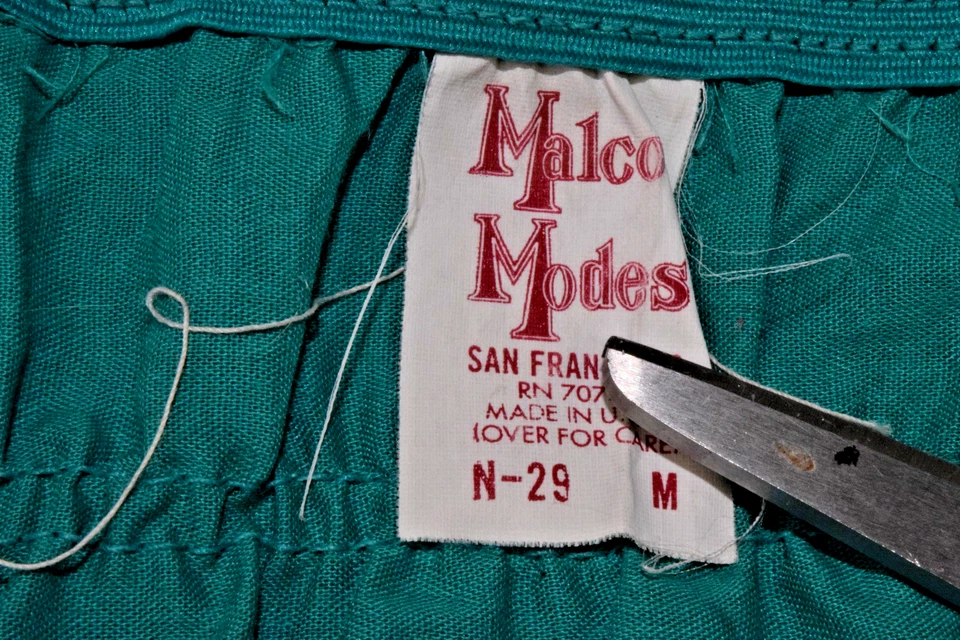 Malco
Modes
SAN FRAN
RN 707
MADE IN U.
(OVER FOR CARE.
N-29 M